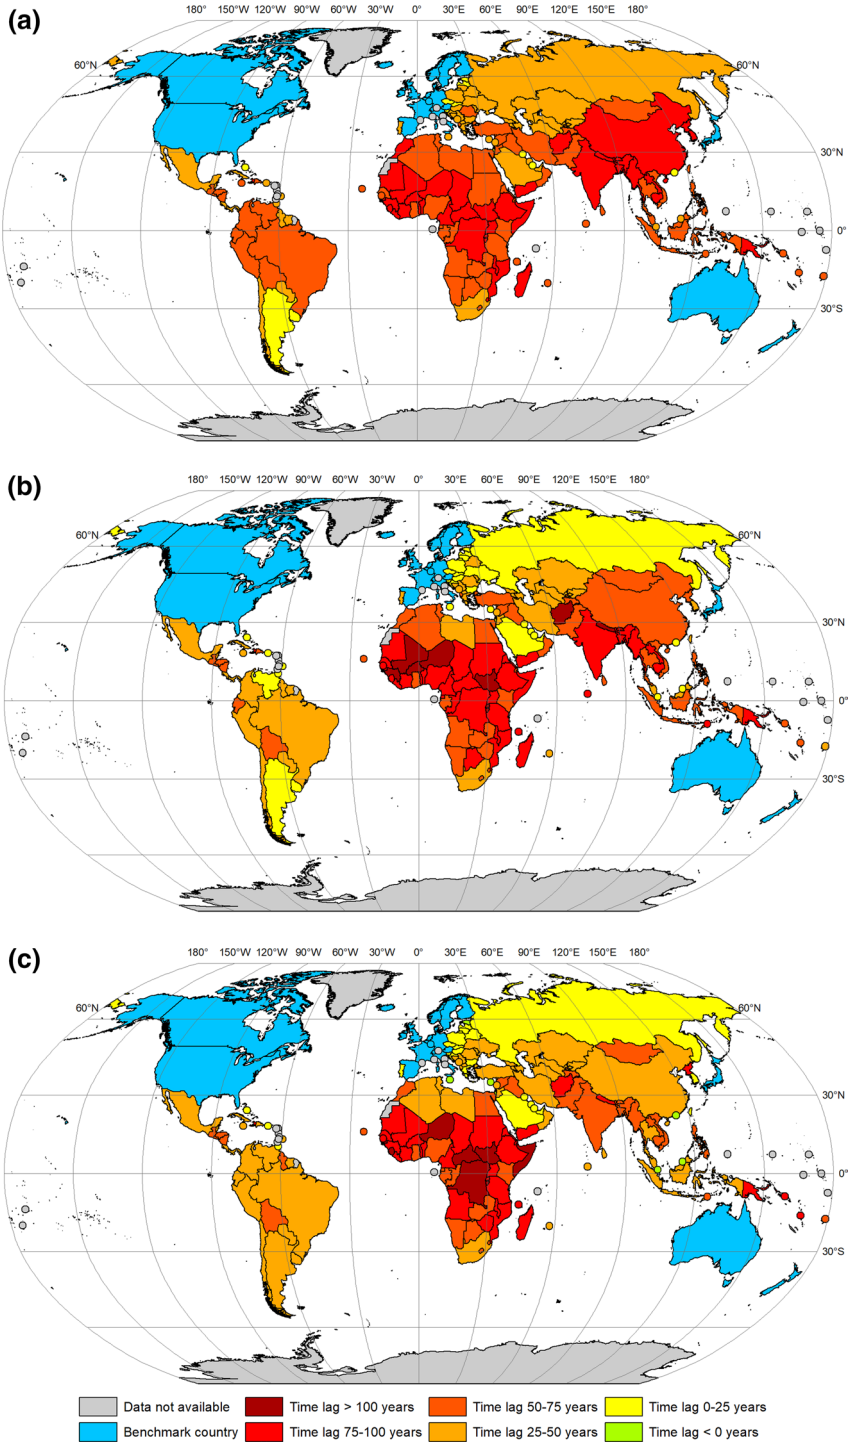 (a)
180° 150°W 120°W 90°W 60°W 30°W 0° 30°E 60°E 90°E 120°E 150°E 180°
60°N 60°N
30°N 30°N
0° 0°
30°S
(b)
180° 150°W 120°W 90°W 60°W 30°W 0° 30°E 60°E 90°E 120°E 150°E 180°
60°N 60°N
30°N 30°N
0° 0°
30°S
(c)
180° 150°W 120°W 90°W 60°W 30°W 0° 30°E 60°E 90°E 120°E 150°E 180°
60°N 60°N
30°N 30°N
0° 0°
30°S
Data not available Time lag > 100 years Time lag 50-75 years Time lag 0-25 years
Benchmark country Time lag 75-100 years Time lag 25-50 years Time lag < 0 years